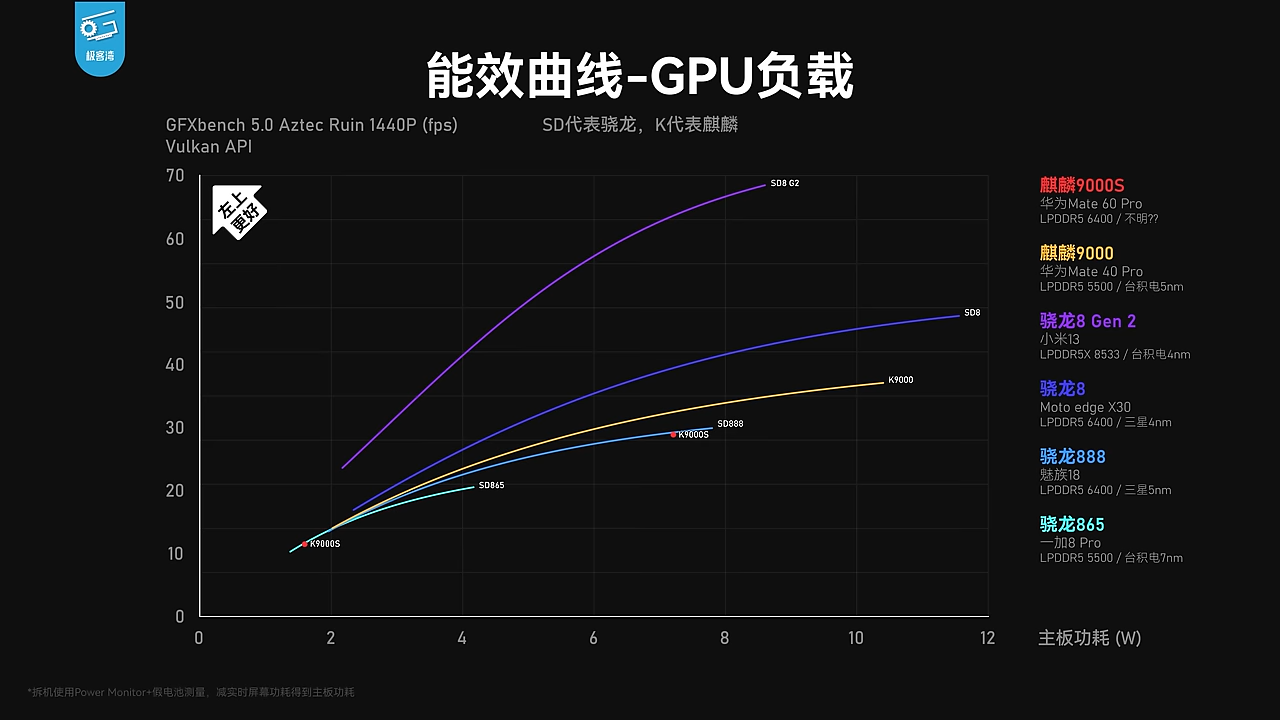 极客湾
能效曲线-GPU负载
GFXbench 5.0 Aztec Ruin 1440P (fps)
Vulkan API
SD代表骁龙，K代表麒麟
70
60
50
40
30
20
10
0
左上
更好
SD8 G2
SD8
K9000
SD888
K9000S
SD865
K9000S
0
2
4
6
8
10
12
主板功耗 (W)
麒麟9000S
华为Mate 60 Pro
LPDDR5 6400 / 不明??
麒麟9000
华为Mate 40 Pro
LPDDR5 5500 / 台积电5nm
骁龙8 Gen 2
小米13
LPDDR5X 8533 / 台积电4nm
骁龙8
Moto edge X30
LPDDR5 6400 / 三星4nm
骁龙888
魅族18
LPDDR5 6400 / 三星5nm
骁龙865
一加8 Pro
LPDDR5 5500 / 台积电7nm
*拆机使用Power Monitor+假电池测量，减实时屏幕功耗得到主板功耗